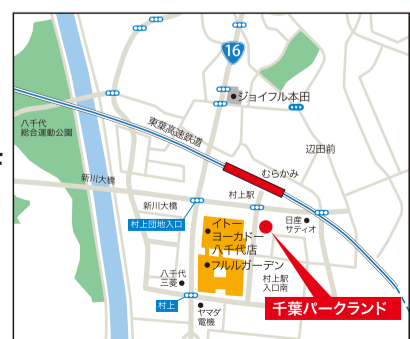 16
ジョイフル本田
八千代
総合運動公園
東葉高速鉄道
辺田前
むらかみ
新川大橋
村上駅
新川大橋
村上団地入口
イトー
ヨーカドー
八千代店
日産
サティオ
フルルガーデン
八千代
三菱
村上駅
入口南
村上
千葉パークランド
ヤマダ
電機